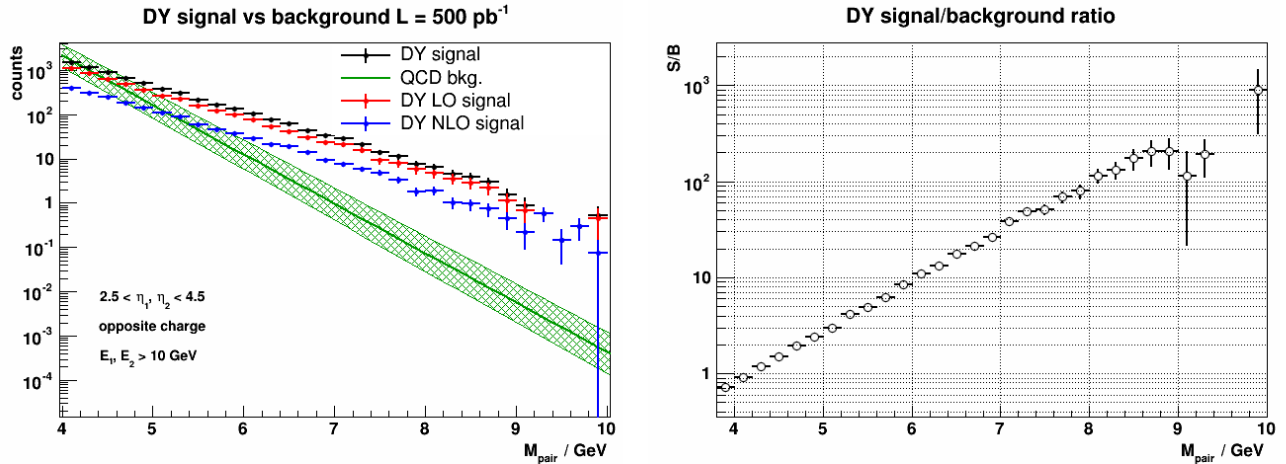 DY signal vs background L = 500 pb⁻¹
counts
10³
10²
10
1
10⁻¹
10⁻²
10⁻³
10⁻⁴
DY signal
QCD bkg.
DY LO signal
DY NLO signal
2.5 < η₁, η₂ < 4.5
opposite charge
E₁, E₂ > 10 GeV
4 5 6 7 8 9 10
M_pair / GeV
DY signal/background ratio
S/B
10³
10²
10
1
4 5 6 7 8 9 10
M_pair / GeV